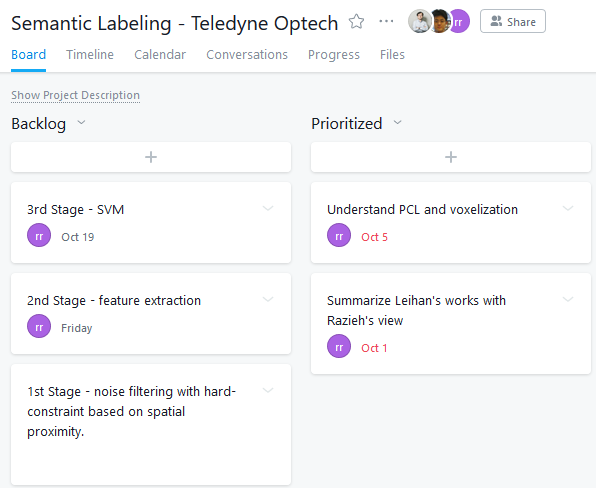 Semantic Labeling - Teledyne Optech
rr
Share
Board Timeline Calendar Conversations Progress Files
Show Project Description
Backlog
3rd Stage - SVM
rr Oct 19
2nd Stage - feature extraction
rr Friday
1st Stage - noise filtering with hard-
constraint based on spatial
proximity.
Prioritized
Understand PCL and voxelization
rr Oct 5
Summarize Leihan's works with
Razieh's view
rr Oct 1